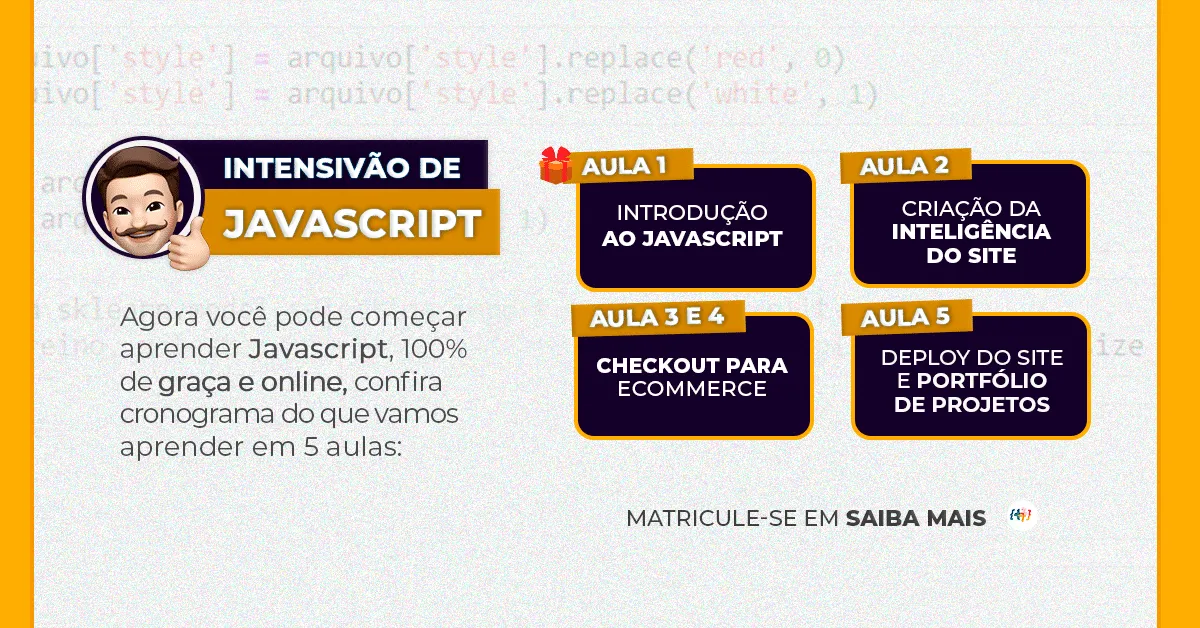 ivo['style'] = arquivo['style'].replace('red', 0)
ivo['style'] = arquivo['style'].replace('white', 1)
INTENSIVÃO DE
JAVASCRIPT
Agora você pode começar
aprender Javascript, 100%
de graça e online, confira
cronograma do que vamos
aprender em 5 aulas:
AULA 1
INTRODUÇÃO
AO JAVASCRIPT
AULA 2
CRIAÇÃO DA
INTELIGÊNCIA
DO SITE
AULA 3 E 4
CHECKOUT PARA
ECOMMERCE
AULA 5
DEPLOY DO SITE
E PORTFÓLIO
DE PROJETOS
MATRICULE-SE EM SAIBA MAIS